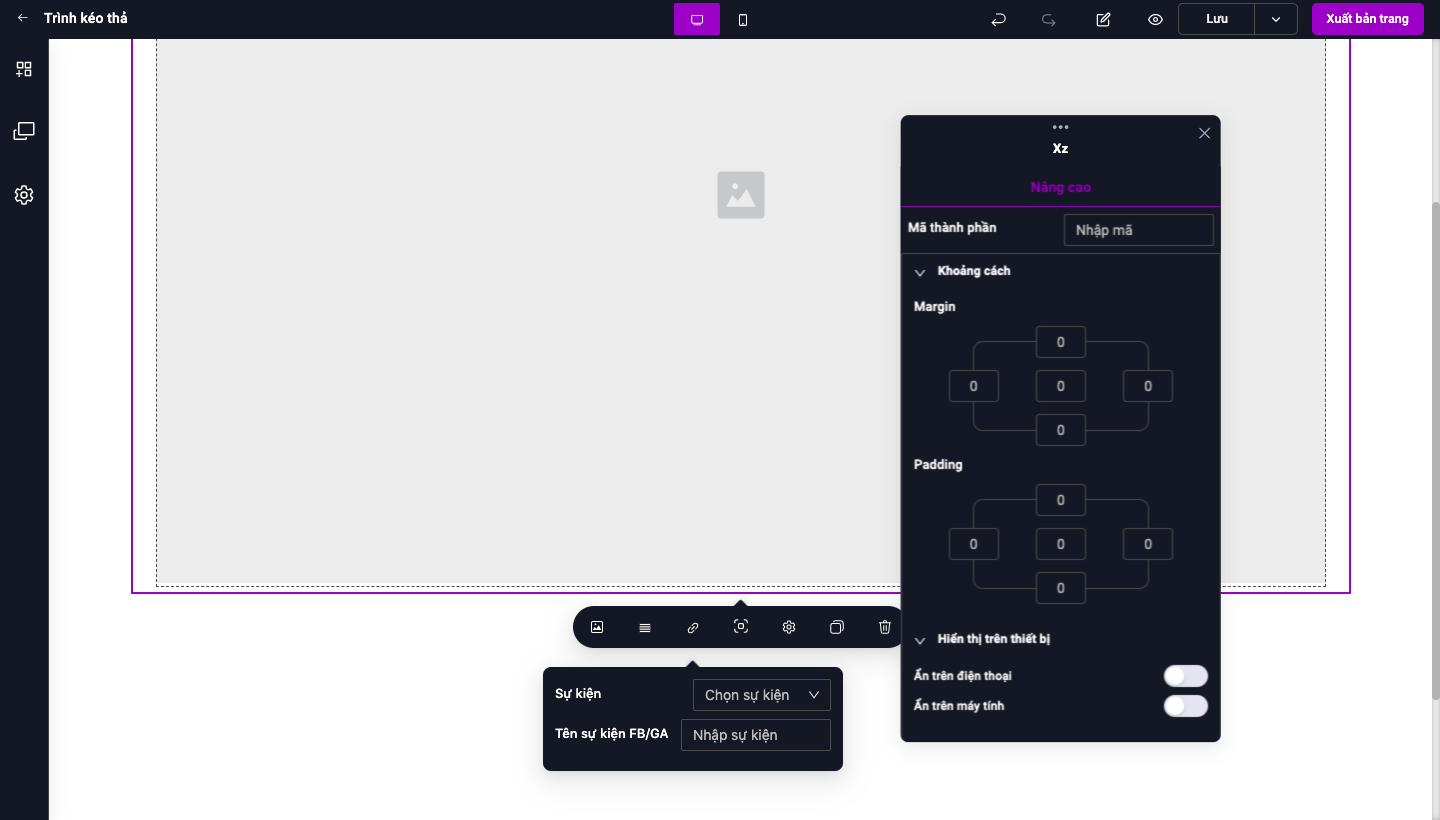 Trình kéo thả
Lưu
Xuất bản trang
Xz
Nâng cao
Mã thành phần
Nhập mã
Khoảng cách
Margin
0
0
0
0
0
Padding
0
0
0
0
0
Hiển thị trên thiết bị
Ẩn trên điện thoại
Ẩn trên máy tính
Sự kiện
Chọn sự kiện
Tên sự kiện FB/GA
Nhập sự kiện